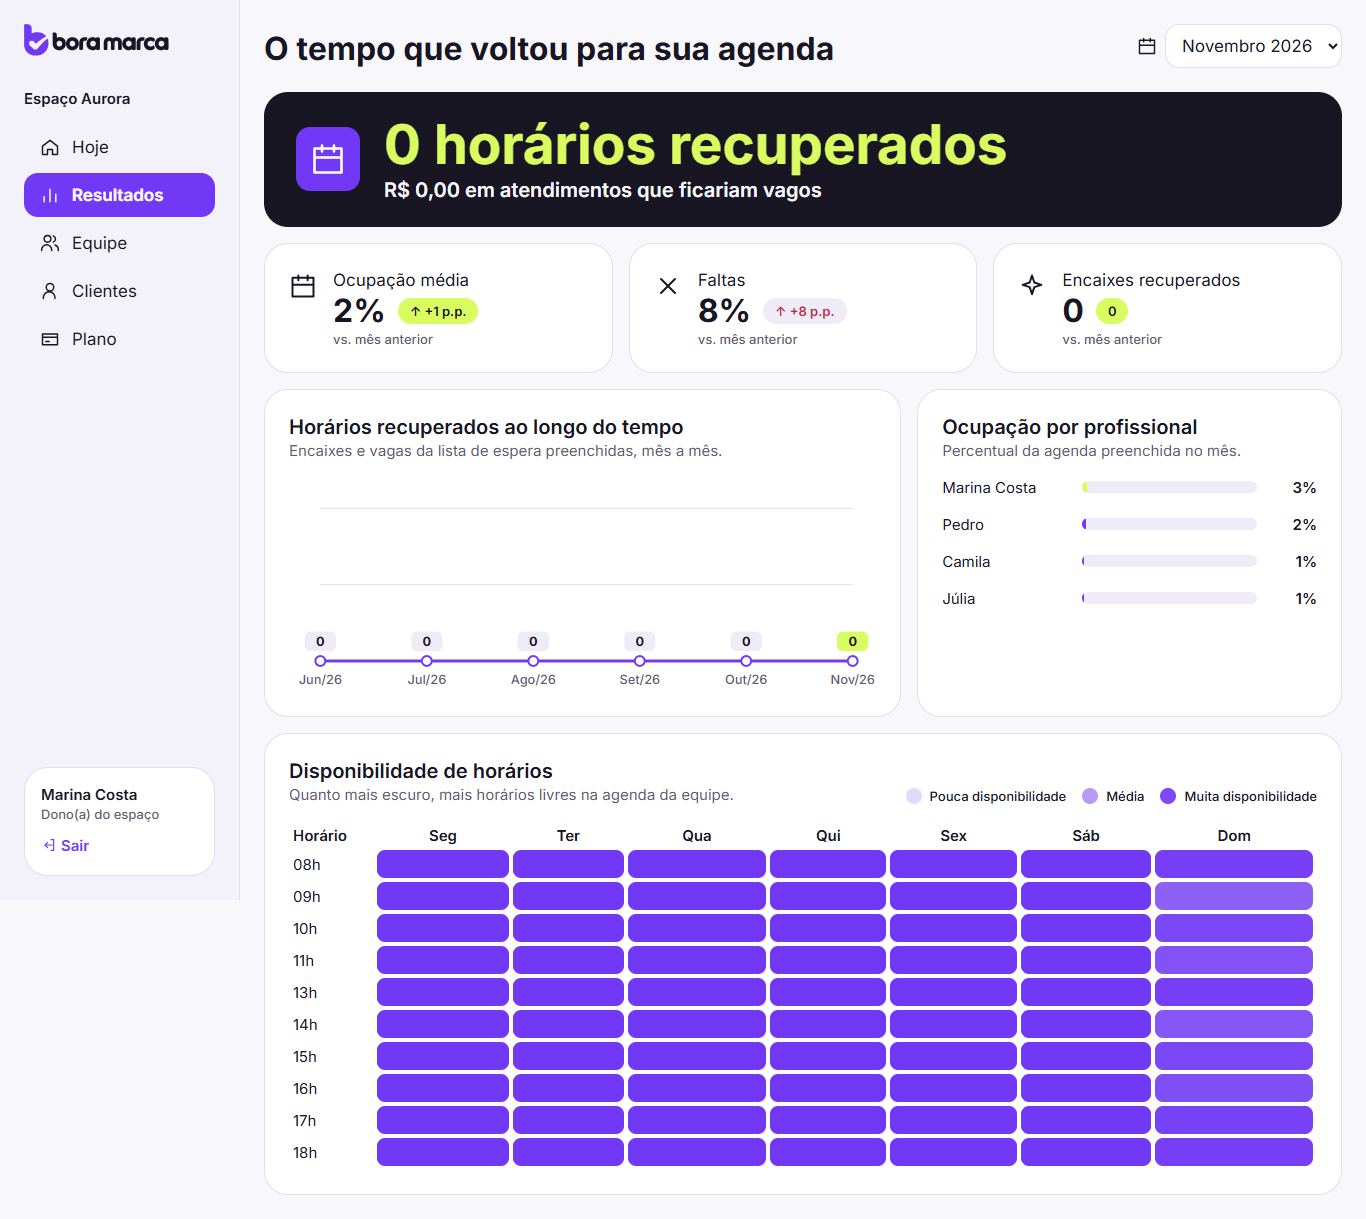 bora marca
Espaço Aurora
Hoje
Resultados
Equipe
Clientes
Plano
Marina Costa
Dono(a) do espaço
Sair
O tempo que voltou para sua agenda
Novembro 2026
0 horários recuperados
R$ 0,00 em atendimentos que ficariam vagos
Ocupação média
2% ↑ +1 p.p.
vs. mês anterior
Faltas
8% ↑ +8 p.p.
vs. mês anterior
Encaixes recuperados
0 0
vs. mês anterior
Horários recuperados ao longo do tempo
Encaixes e vagas da lista de espera preenchidas, mês a mês.
0 0 0 0 0 0
Jun/26 Jul/26 Ago/26 Set/26 Out/26 Nov/26
Ocupação por profissional
Percentual da agenda preenchida no mês.
Marina Costa 3%
Pedro 2%
Camila 1%
Júlia 1%
Disponibilidade de horários
Quanto mais escuro, mais horários livres na agenda da equipe.
Pouca disponibilidade Média Muita disponibilidade
Horário Seg Ter Qua Qui Sex Sáb Dom
08h
09h
10h
11h
13h
14h
15h
16h
17h
18h